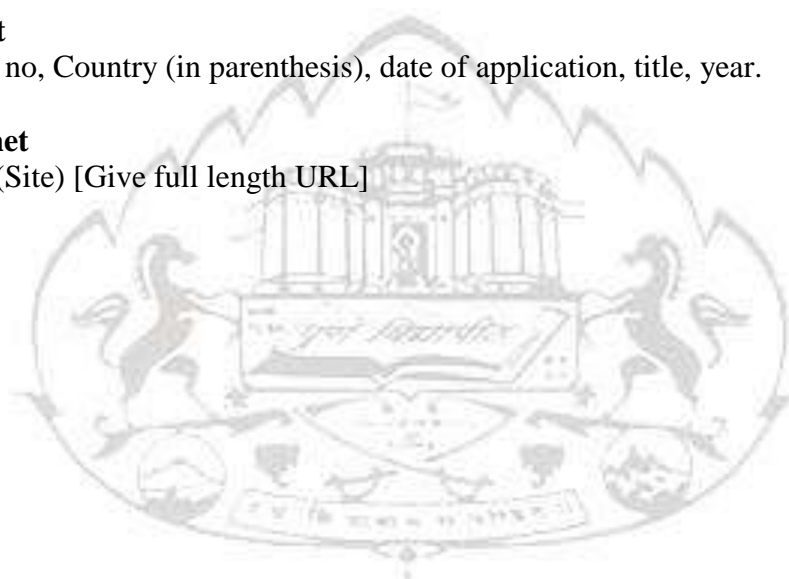 t
no, Country (in parenthesis), date of application, title, year.
net
(Site) [Give full length URL]